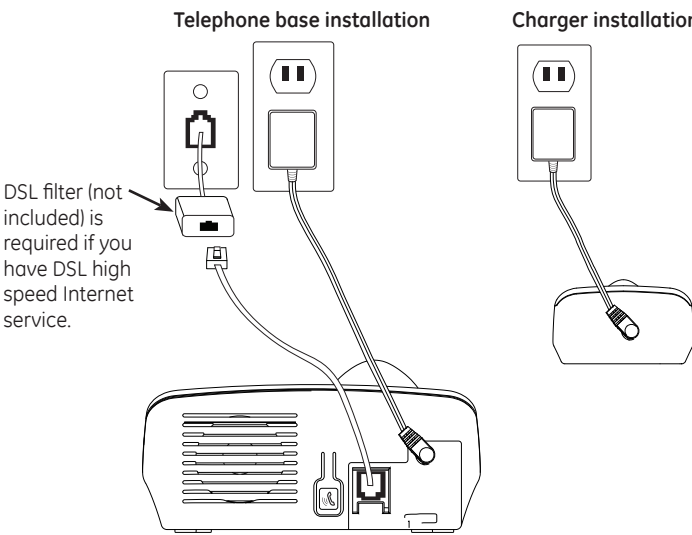 Telephone base installation
Charger installation
DSL filter (not
included) is
required if you
have DSL high
speed Internet
service.